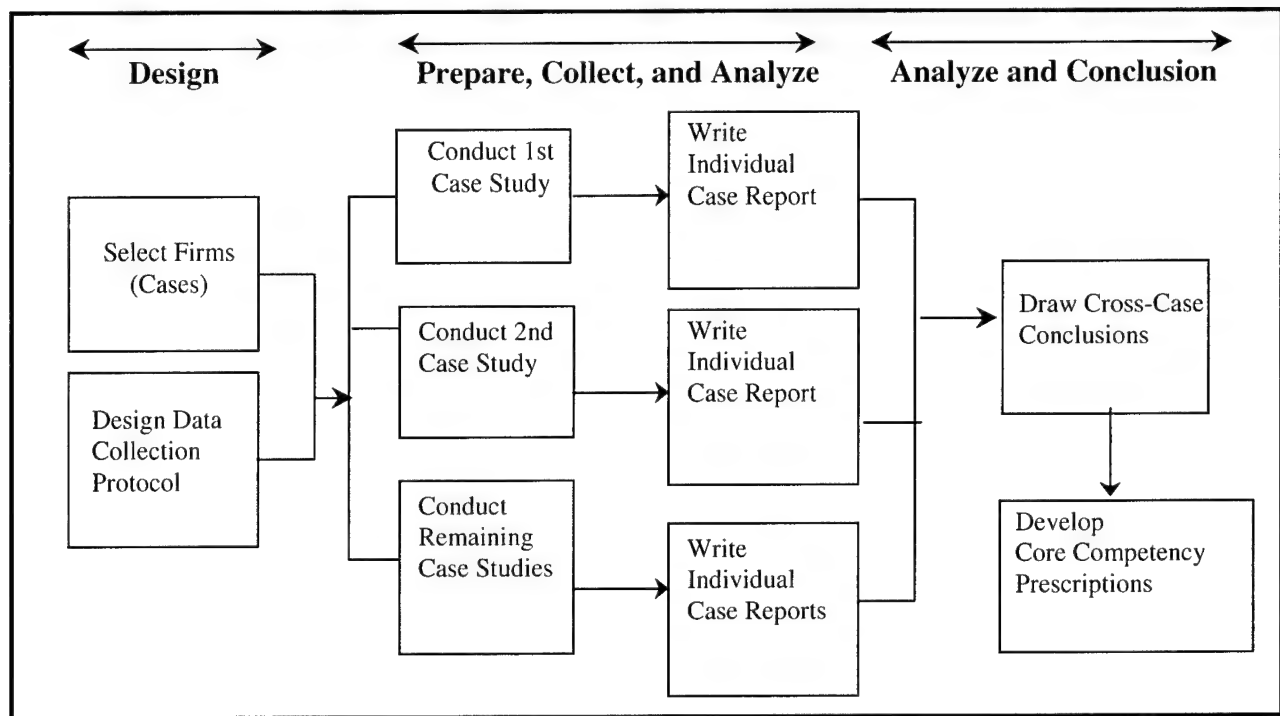 Design
Prepare, Collect, and Analyze
Analyze and Conclusion
Select Firms
(Cases)
Design Data
Collection
Protocol
Conduct 1st
Case Study
Write
Individual
Case Report
Conduct 2nd
Case Study
Write
Individual
Case Report
Conduct
Remaining
Case Studies
Write
Individual
Case Reports
Draw Cross-Case
Conclusions
Develop
Core Competency
Prescriptions